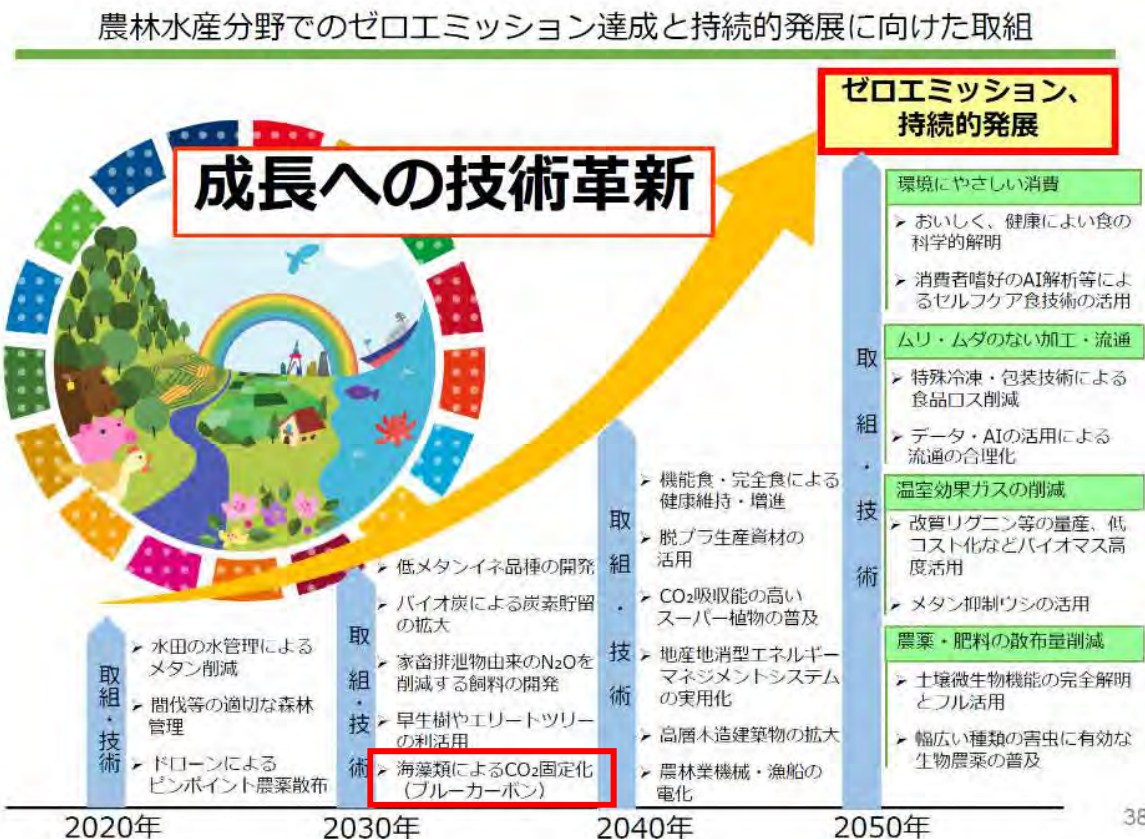 農林水産分野でのゼロエミッション達成と持続的発展に向けた取組
ゼロエミッション、
持続的発展
成長への技術革新
取組・技術
➢ 水田の水管理による
メタン削減
➢ 間伐等の適切な森林
管理
➢ ドローンによる
ピンポイント農薬散布
2020年
取組・技術
➢ 低メタンイネ品種の開発
➢ バイオ炭による炭素貯留
の拡大
➢ 家畜排泄物由来のN2Oを
削減する飼料の開発
➢ 早生樹やエリートツリー
の利活用
➢ 海藻類によるCO2固定化
(ブルーカーボン)
2030年
取組・技術
➢ 機能食・完全食による
健康維持・増進
➢ 脱プラ生産資材の
活用
➢ CO2吸収能の高い
スーパー植物の普及
➢ 地産地消型エネルギー
マネジメントシステム
の実用化
➢ 高層木造建築物の拡大
➢ 農林業機械・漁船の
電化
2040年
取組・技術
環境にやさしい消費
➢ おいしく、健康によい食の
科学的解明
➢ 消費者嗜好のAI解析等によ
るセルフケア食技術の活用
ムリ・ムダのない加工・流通
➢ 特殊冷凍・包装技術による
食品ロス削減
➢ データ・AIの活用による
流通の合理化
温室効果ガスの削減
➢ 改質リグニン等の量産、低
コスト化などバイオマス高
度活用
➢ メタン抑制ウシの活用
農薬・肥料の散布量削減
➢ 土壌微生物機能の完全解明
とフル活用
➢ 幅広い種類の害虫に有効な
生物農薬の普及
2050年
38